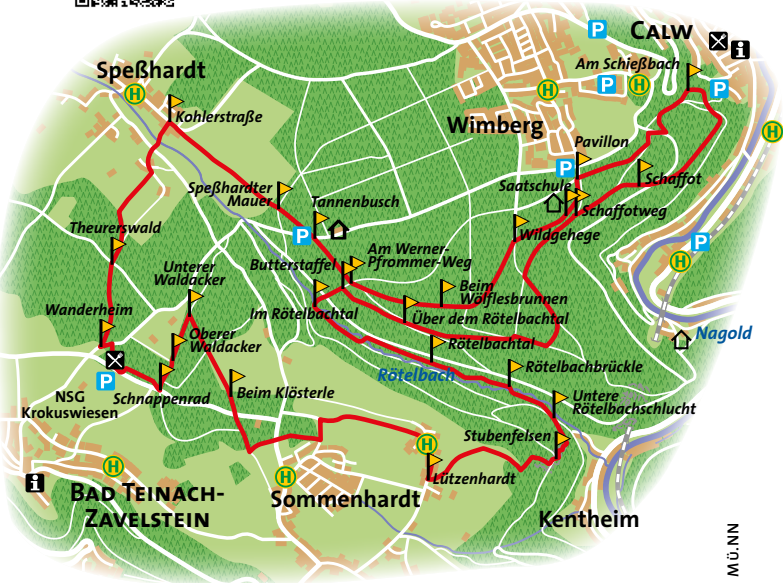 CALW
Am Schießbach
Speßhardt
Kohlerstraße
Wimberg
Pavillon
Saatschule
Schaffot
Schaffotweg
Wildgehege
Speßhardter
Mauer
Tannenbusch
Theurerswald
Unterer
Waldacker
Butterstaffel
Am Werner-
Pfrommer-Weg
Beim
Wölflesbrunnen
Im Rötelbachtal
Über dem Rötelbachtal
Wanderheim
Oberer
Waldacker
Rötelbachtal
Nagold
Rötelbach
Rötelbachbrückle
NSG
Krokuswiesen
Schnappenrad
Beim Klösterle
Untere
Rötelbachschlucht
Stubenfelsen
Lützenhardt
BAD TEINACH-
ZAVELSTEIN
Sommenhardt
Kentheim
MÜ.NN
P
P
P
P
P
P
P
H
H
H
H
H
H
H
H
i
i